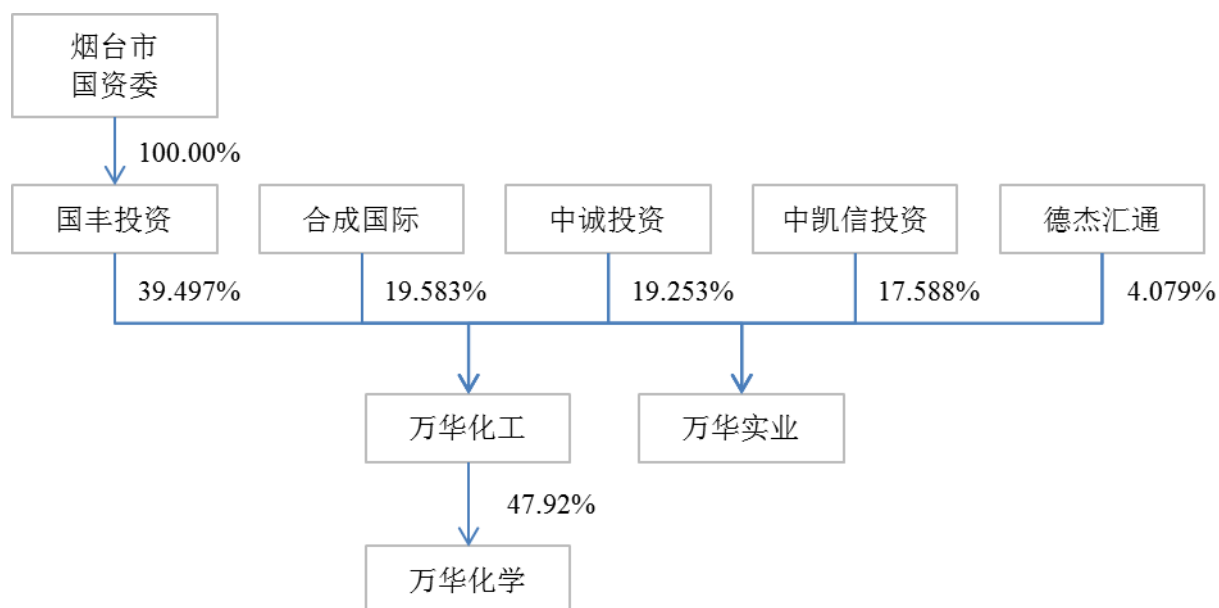 烟台市
国资委
100.00%
国丰投资
合成国际
中诚投资
中凯信投资
德杰汇通
39.497%
19.583%
19.253%
17.588%
4.079%
万华化工
万华实业
47.92%
万华化学